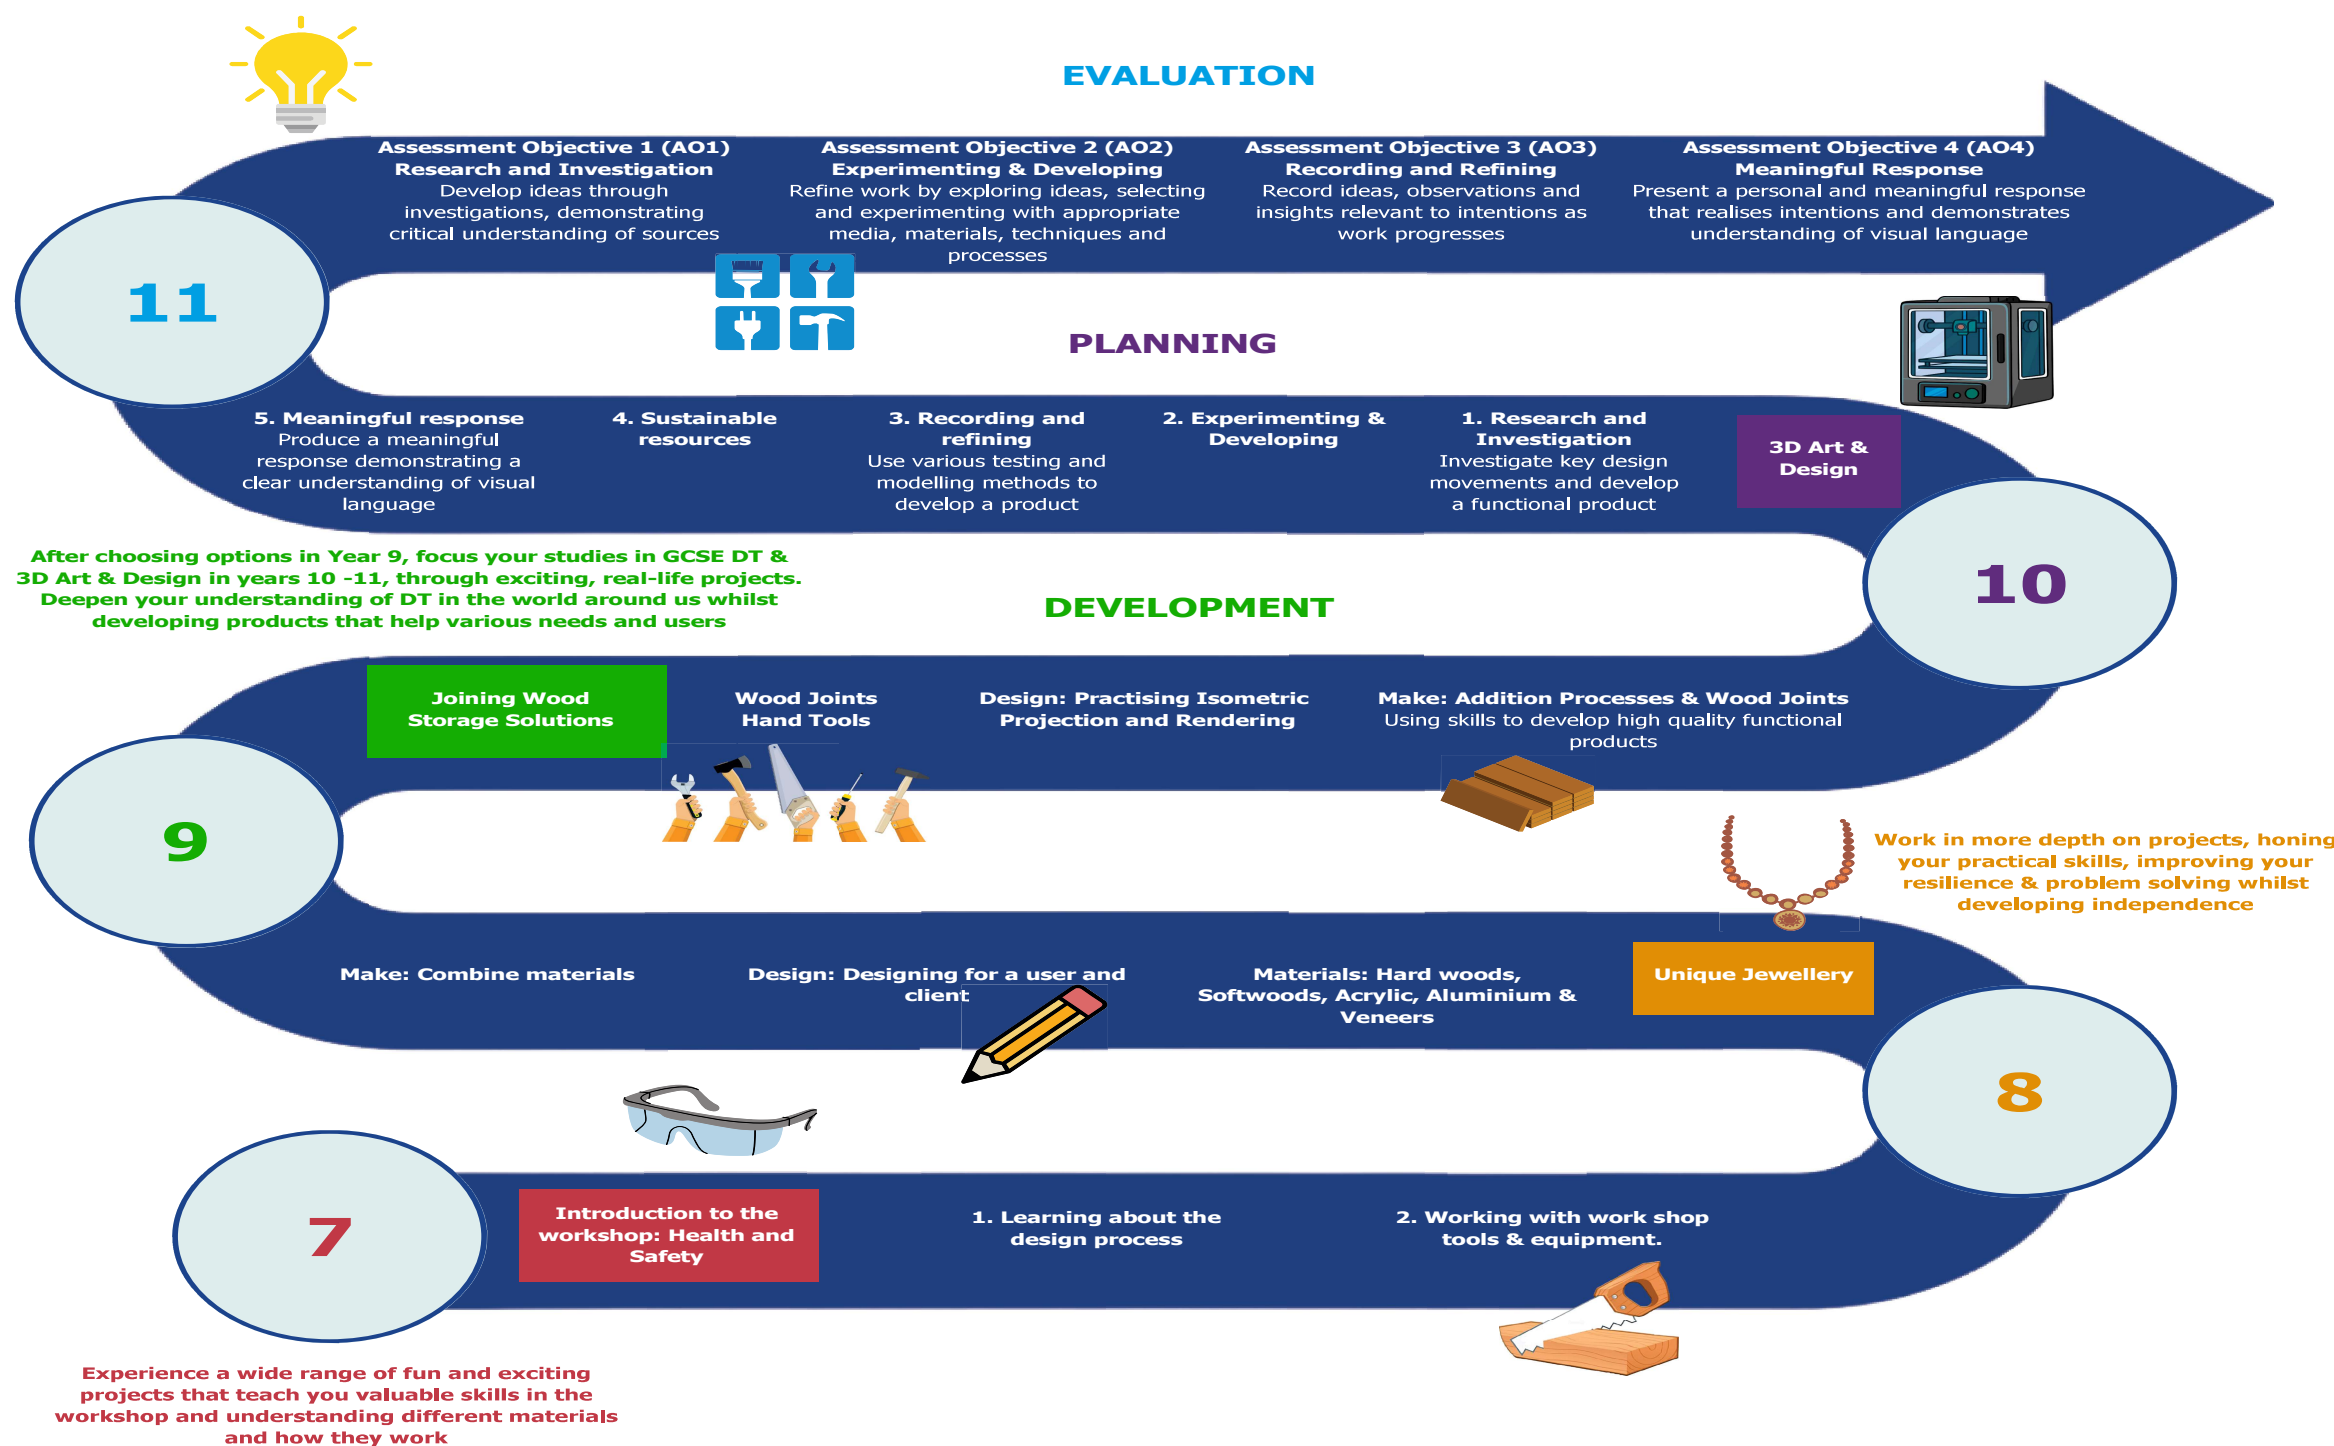 EVALUATION
Assessment Objective 1 (AO1)
Research and Investigation
Develop ideas through
investigations, demonstrating
critical understanding of sources
Assessment Objective 2 (AO2)
Experimenting & Developing
Refine work by exploring ideas, selecting
and experimenting with appropriate
media, materials, techniques and
processes
Assessment Objective 3 (AO3)
Recording and Refining
Record ideas, observations and
insights relevant to intentions as
work progresses
Assessment Objective 4 (AO4)
Meaningful Response
Present a personal and meaningful response
that realises intentions and demonstrates
understanding of visual language
11
PLANNING
5. Meaningful response
Produce a meaningful
response demonstrating a
clear understanding of visual
language
4. Sustainable
resources
3. Recording and
refining
Use various testing and
modelling methods to
develop a product
2. Experimenting &
Developing
1. Research and
Investigation
Investigate key design
movements and develop
a functional product
3D Art &
Design
10
After choosing options in Year 9, focus your studies in GCSE DT &
3D Art & Design in years 10 -11, through exciting, real-life projects.
Deepen your understanding of DT in the world around us whilst
developing products that help various needs and users
DEVELOPMENT
Joining Wood
Storage Solutions
Wood Joints
Hand Tools
Design: Practising Isometric
Projection and Rendering
Make: Addition Processes & Wood Joints
Using skills to develop high quality functional
products
9
Work in more depth on projects, honing
your practical skills, improving your
resilience & problem solving whilst
developing independence
Make: Combine materials
Design: Designing for a user and
client
Materials: Hard woods,
Softwoods, Acrylic, Aluminium &
Veneers
Unique Jewellery
8
7
Introduction to the
workshop: Health and
Safety
1. Learning about the
design process
2. Working with work shop
tools & equipment.
Experience a wide range of fun and exciting
projects that teach you valuable skills in the
workshop and understanding different materials
and how they work